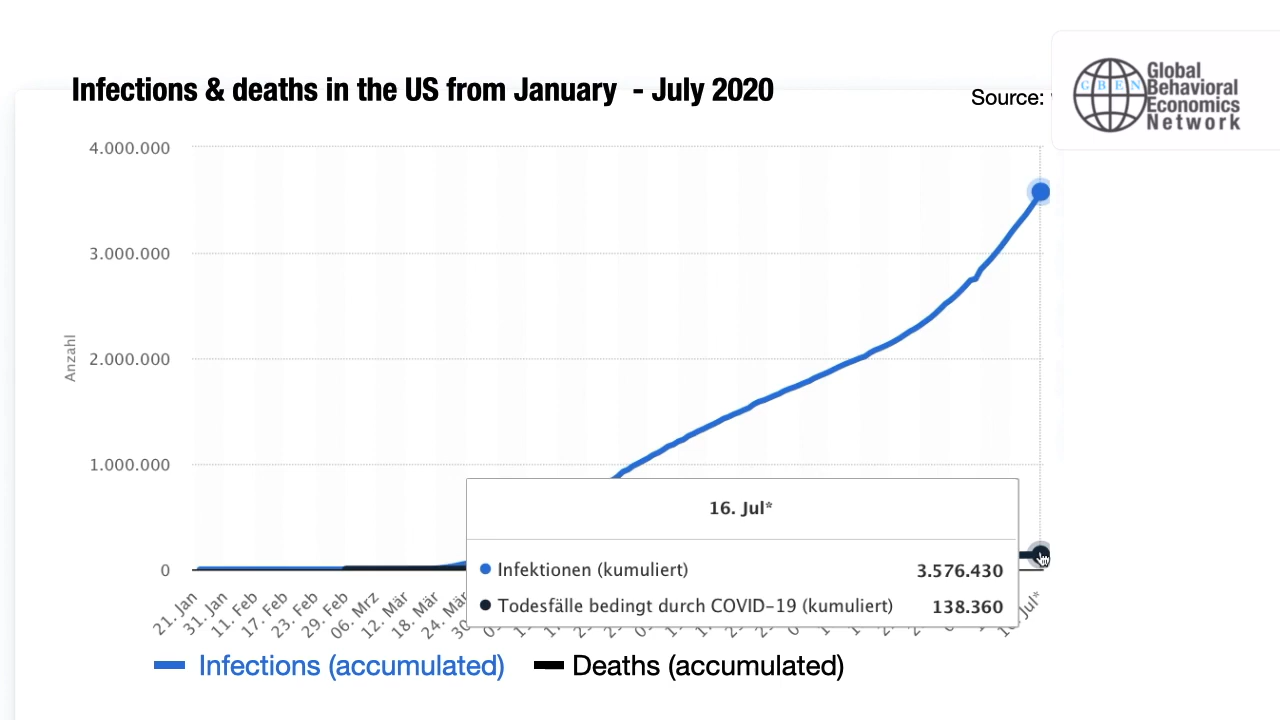 Infections & deaths in the US from January - July 2020
Source:
GBEN
Global
Behavioral
Economics
Network
4.000.000
3.000.000
2.000.000
1.000.000
0
Anzahl
16. Jul*
Infektionen (kumuliert) 3.576.430
Todesfälle bedingt durch COVID-19 (kumuliert) 138.360
21. Jan
31. Jan
11. Feb
17. Feb
23. Feb
29. Feb
06. Mrz
12. Mär
18. Mär
24. Mär
Jul*
Infections (accumulated)
Deaths (accumulated)